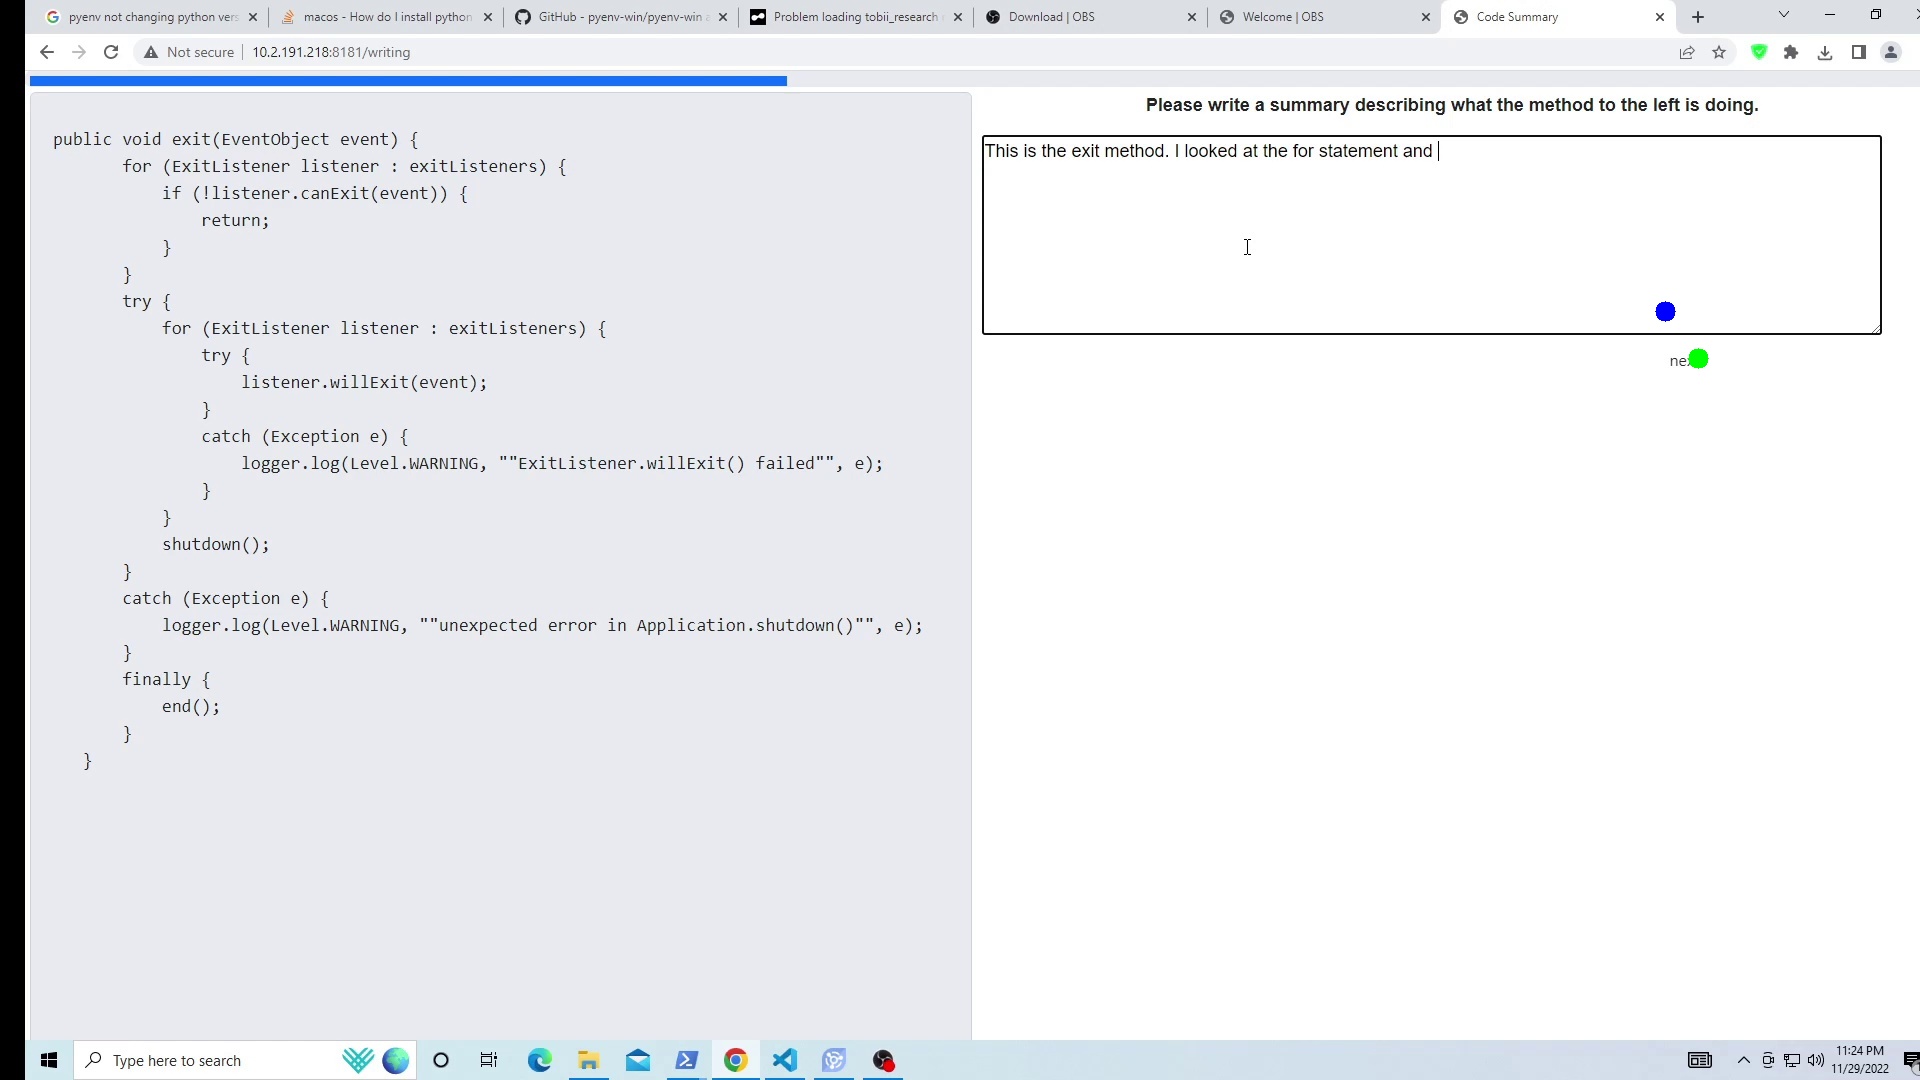 pyenv not changing python vers
macos - How do I install python
GitHub - pyenv-win/pyenv-win a
Problem loading tobii_research
Download | OBS
Welcome | OBS
Code Summary
Not secure
10.2.191.218:8181/writing
public void exit(EventObject event) {
for (ExitListener listener : exitListeners) {
if (!listener.canExit(event)) {
return;
}
}
try {
for (ExitListener listener : exitListeners) {
try {
listener.willExit(event);
}
catch (Exception e) {
logger.log(Level.WARNING, ""ExitListener.willExit() failed"", e);
}
}
shutdown();
}
catch (Exception e) {
logger.log(Level.WARNING, ""unexpected error in Application.shutdown()"", e);
}
finally {
end();
}
}
Please write a summary describing what the method to the left is doing.
This is the exit method. I looked at the for statement and
ne
Type here to search
11:24 PM
11/29/2022